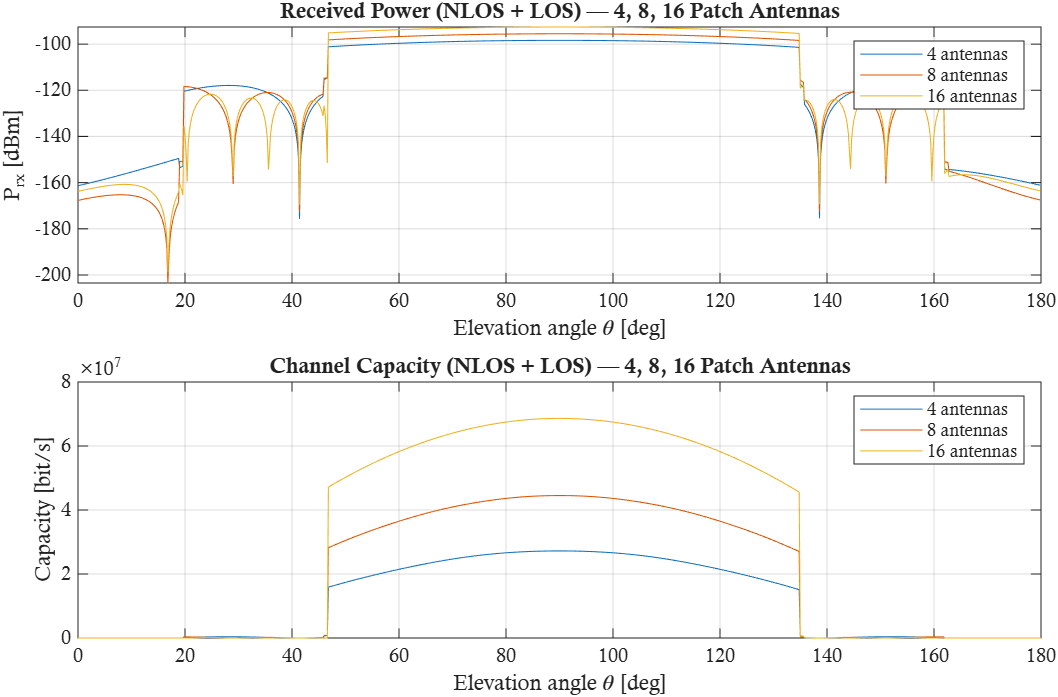 Received Power (NLOS + LOS) — 4, 8, 16 Patch Antennas
-100
-120
-140
-160
-180
-200
P_rx [dBm]
4 antennas
8 antennas
16 antennas
0 20 40 60 80 100 120 140 160 180
Elevation angle θ [deg]
Channel Capacity (NLOS + LOS) — 4, 8, 16 Patch Antennas
×10^7
8
6
4
2
0
Capacity [bit/s]
4 antennas
8 antennas
16 antennas
0 20 40 60 80 100 120 140 160 180
Elevation angle θ [deg]